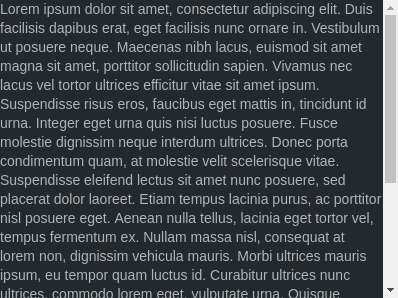 Lorem ipsum dolor sit amet, consectetur adipiscing elit. Duis
facilisis dapibus erat, eget facilisis nunc ornare in. Vestibulum
ut posuere neque. Maecenas nibh lacus, euismod sit amet
magna sit amet, porttitor sollicitudin sapien. Vivamus nec
lacus vel tortor ultrices efficitur vitae sit amet ipsum.
Suspendisse risus eros, faucibus eget mattis in, tincidunt id
urna. Integer eget urna quis nisi luctus posuere. Fusce
molestie dignissim neque interdum ultrices. Donec porta
condimentum quam, at molestie velit scelerisque vitae.
Suspendisse eleifend lectus sit amet nunc posuere, sed
placerat dolor laoreet. Etiam tempus lacinia purus, ac porttitor
nisl posuere eget. Aenean nulla tellus, lacinia eget tortor vel,
tempus fermentum ex. Nullam massa nisl, consequat at
lorem non, dignissim vehicula mauris. Morbi ultrices mauris
ipsum, eu tempor quam luctus id. Curabitur ultrices nunc
ultrices, commodo lorem eget, vulputate urna. Quisque